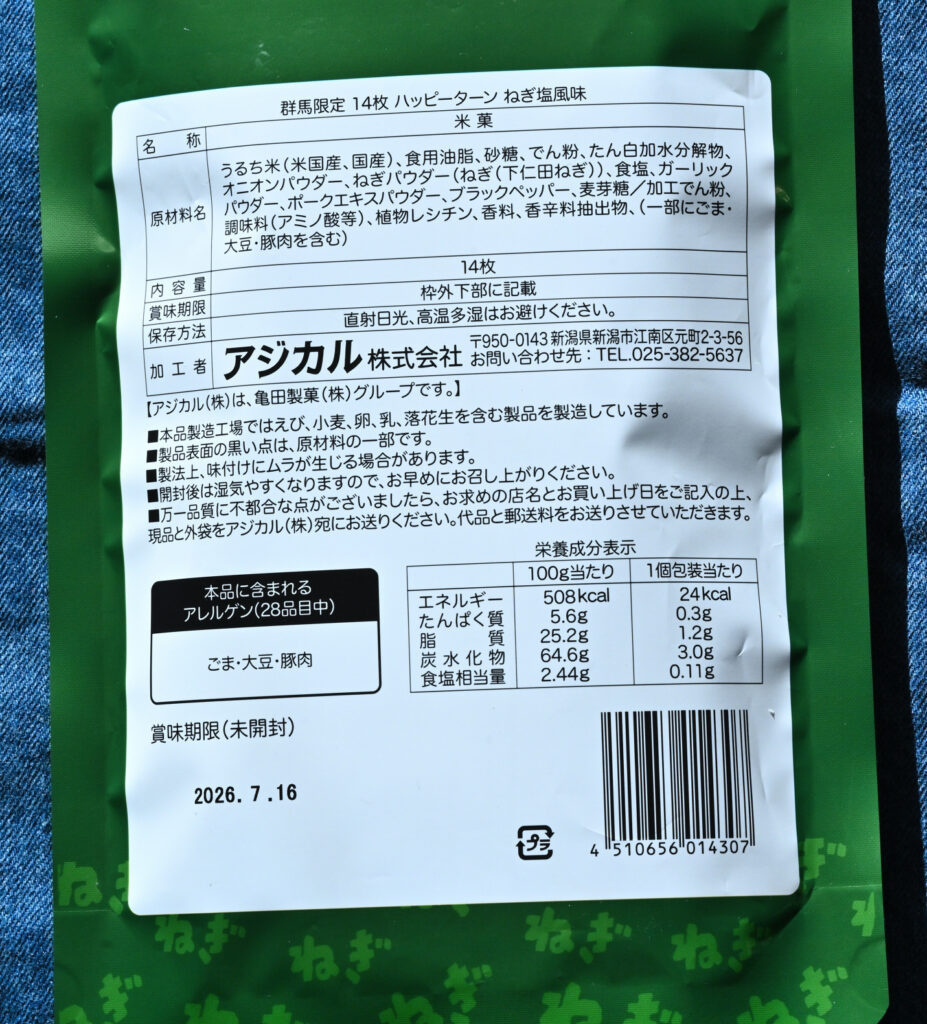 群馬限定 14枚 ハッピーターン ねぎ塩風味
名称 米菓
原材料名 うるち米(米国産、国産)、食用油脂、砂糖、でん粉、たん白加水分解物、
オニオンパウダー、ねぎパウダー(ねぎ(下仁田ねぎ))、食塩、ガーリック
パウダー、ポークエキスパウダー、ブラックペッパー、麦芽糖／加工でん粉、
調味料(アミノ酸等)、植物レシチン、香料、香辛料抽出物、(一部にごま・
大豆・豚肉を含む)
内容量 14枚
賞味期限 枠外下部に記載
保存方法 直射日光、高温多湿はお避けください。
加工者 アジカル株式会社 〒950-0143 新潟県新潟市江南区元町2-3-56
お問い合わせ先：TEL.025-382-5637
【アジカル(株)は、亀田製菓(株)グループです。】
■本品製造工場ではえび、小麦、卵、乳、落花生を含む製品を製造しています。
■製品表面の黒い点は、原材料の一部です。
■製法上、味付けにムラが生じる場合があります。
■開封後は湿気やすくなりますので、お早めにお召し上がりください。
■万一品質に不都合な点がございましたら、お求めの店名とお買い上げ日をご記入の上、
現品と外袋をアジカル(株)宛にお送りください。代品と郵送料をお送りさせていただきます。
本品に含まれる
アレルゲン(28品目中)
ごま・大豆・豚肉
栄養成分表示
100g当たり 1個包装当たり
エネルギー 508kcal 24kcal
たんぱく質 5.6g 0.3g
脂質 25.2g 1.2g
炭水化物 64.6g 3.0g
食塩相当量 2.44g 0.11g
賞味期限(未開封)
2026.7.16
プラ
4 510656 014307
ねぎ ねぎ
ねぎ ねぎ ねぎ ねぎ ねぎ
ねぎ ねぎ ねぎ ねぎ ねぎ